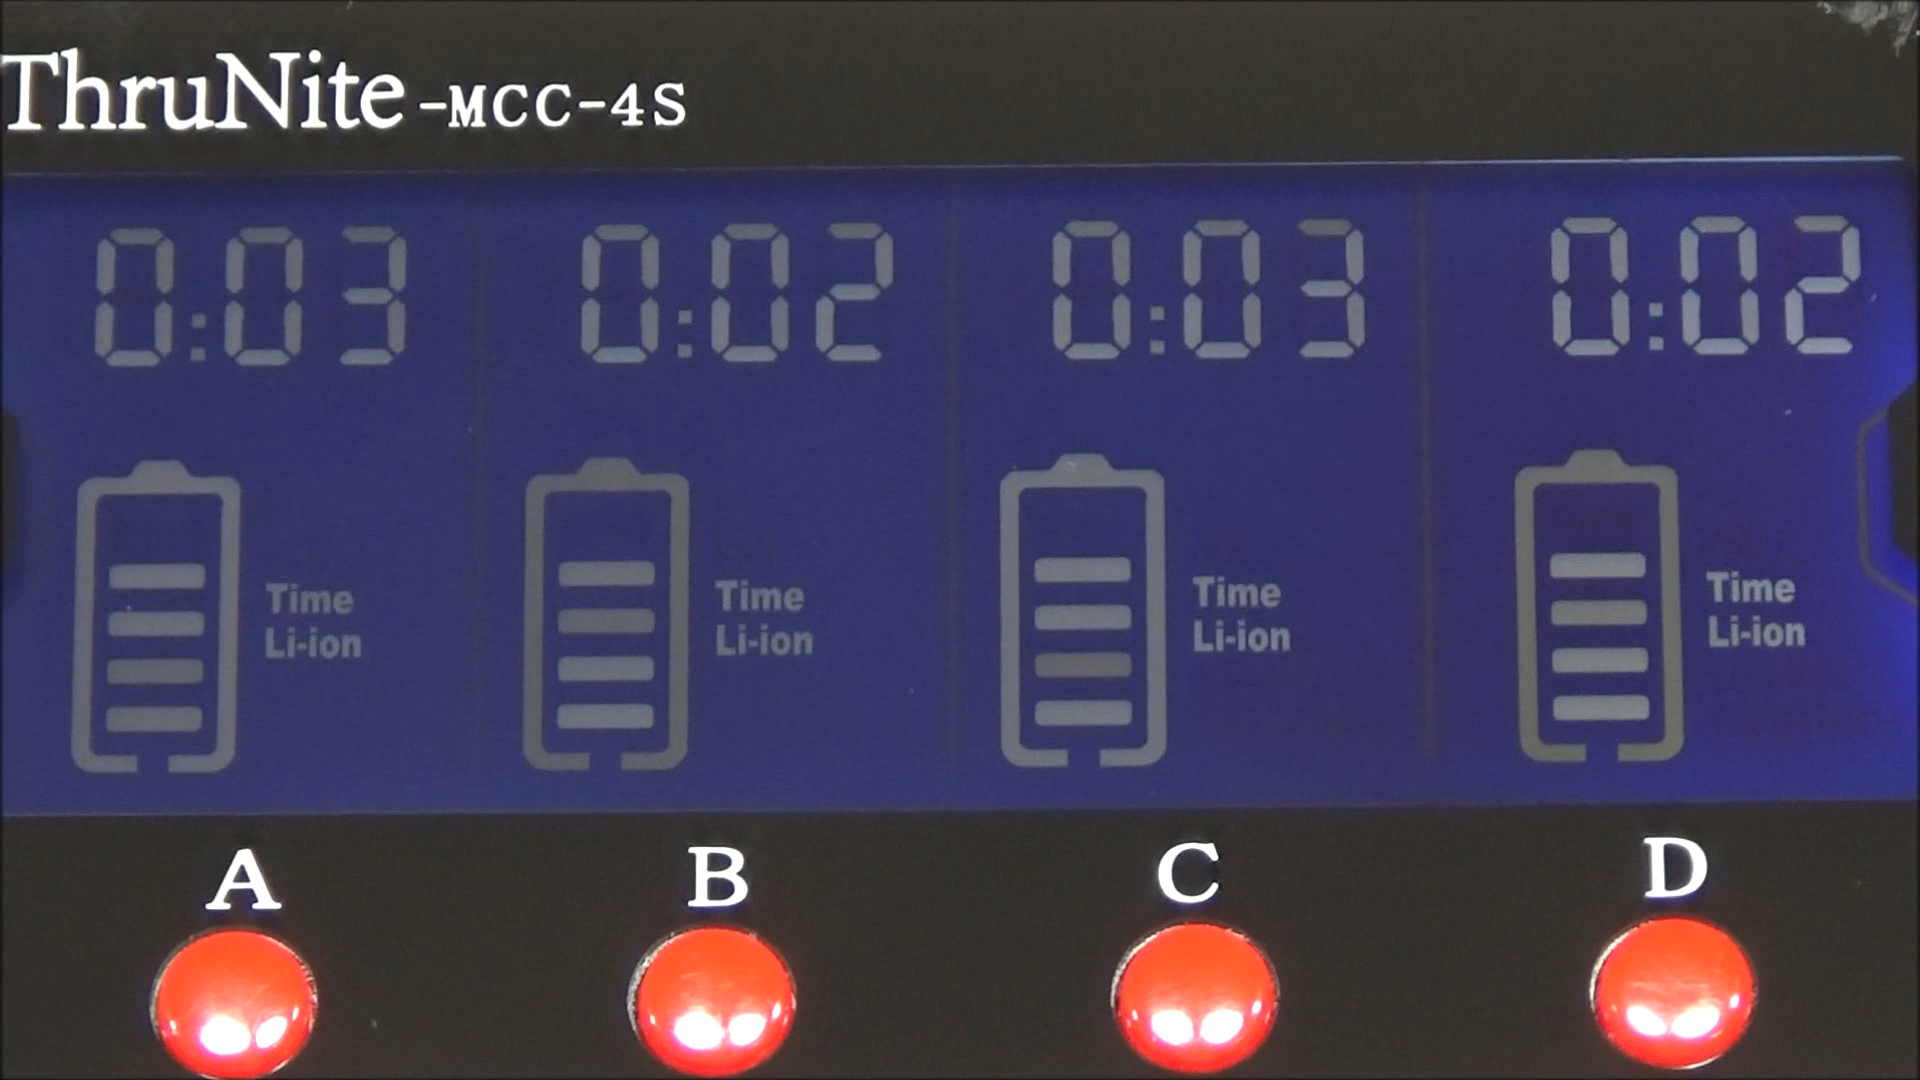 ThruNite-MCC-4S
0:03 0:02 0:03 0:02
Time Time Time Time
Li-ion Li-ion Li-ion Li-ion
A B C D